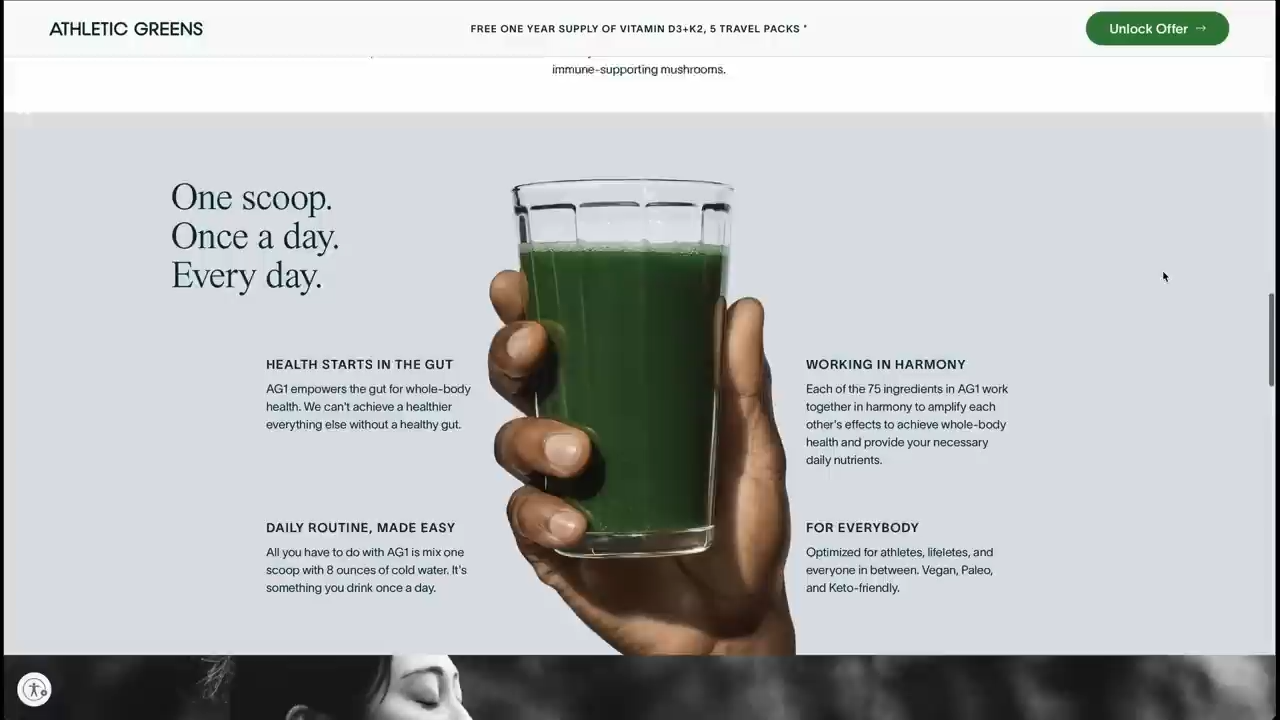 ATHLETIC GREENS
FREE ONE YEAR SUPPLY OF VITAMIN D3+K2, 5 TRAVEL PACKS *
Unlock Offer →
immune-supporting mushrooms.
One scoop.
Once a day.
Every day.
HEALTH STARTS IN THE GUT
AG1 empowers the gut for whole-body
health. We can't achieve a healthier
everything else without a healthy gut.
WORKING IN HARMONY
Each of the 75 ingredients in AG1 work
together in harmony to amplify each
other's effects to achieve whole-body
health and provide your necessary
daily nutrients.
DAILY ROUTINE, MADE EASY
All you have to do with AG1 is mix one
scoop with 8 ounces of cold water. It's
something you drink once a day.
FOR EVERYBODY
Optimized for athletes, lifeletes, and
everyone in between. Vegan, Paleo,
and Keto-friendly.